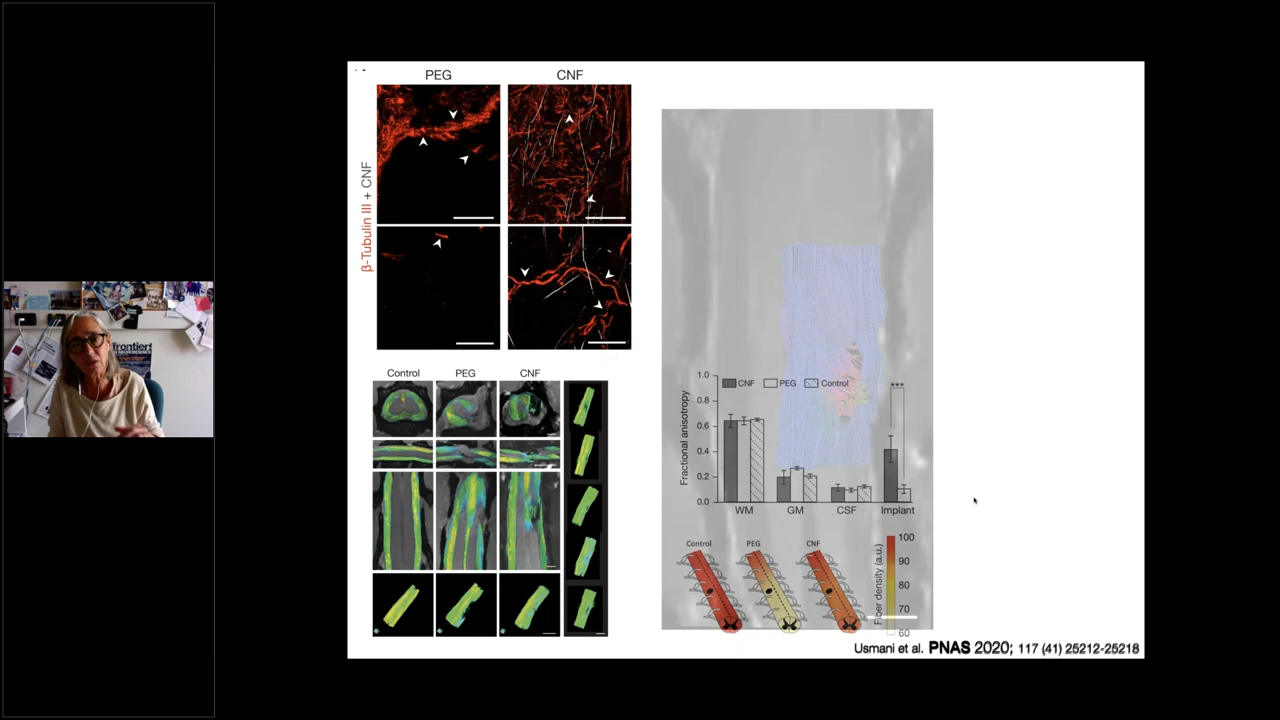 PEG
CNF
β-Tubulin III + CNF
Control
PEG
CNF
1.0
0.8
0.6
0.4
0.2
0.0
Fractional anisotropy
CNF
PEG
Control
***
WM
GM
CSF
Implant
Control
PEG
CNF
Fiber density (a.u.)
100
90
80
70
60
Usmani et al. PNAS 2020; 117 (41) 25212-25218
frontiers